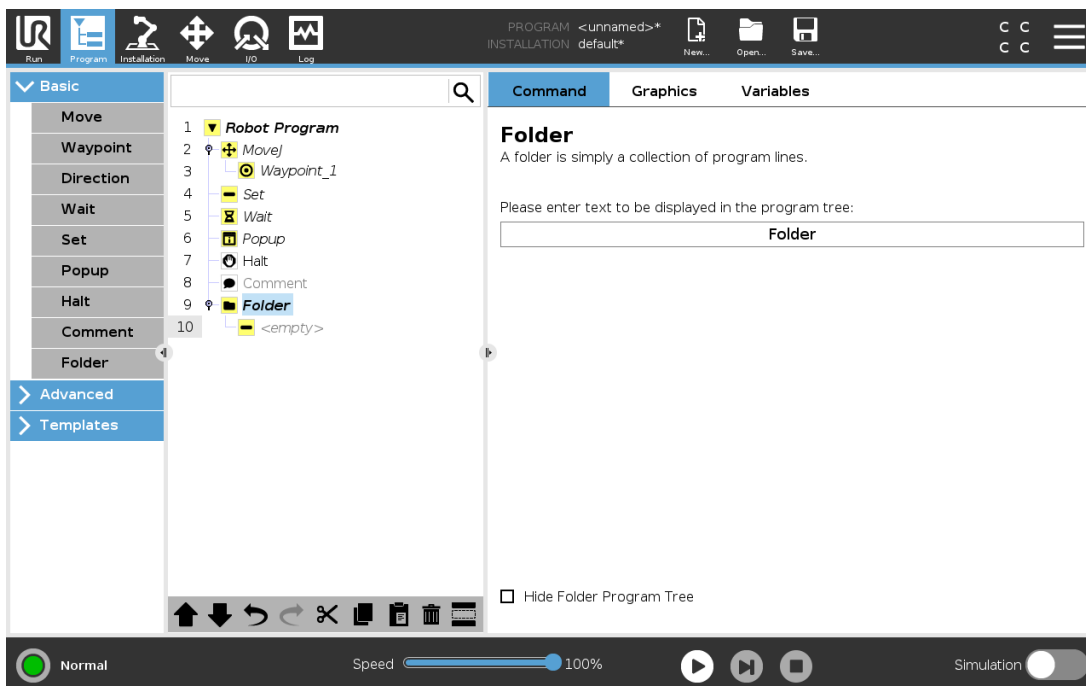 PROGRAM <unnamed>*
INSTALLATION default*
C C
C C
UR
Run
Program
Installation
Move
I/O
Log
New...
Open...
Save...
Basic
Move
Waypoint
Direction
Wait
Set
Popup
Halt
Comment
Folder
Advanced
Templates
1 Robot Program
2 MoveJ
3 Waypoint_1
4 Set
5 Wait
6 Popup
7 Halt
8 Comment
9 Folder
10 <empty>
Command Graphics Variables
Folder
A folder is simply a collection of program lines.
Please enter text to be displayed in the program tree:
Folder
Hide Folder Program Tree
Normal
Speed 100%
Simulation